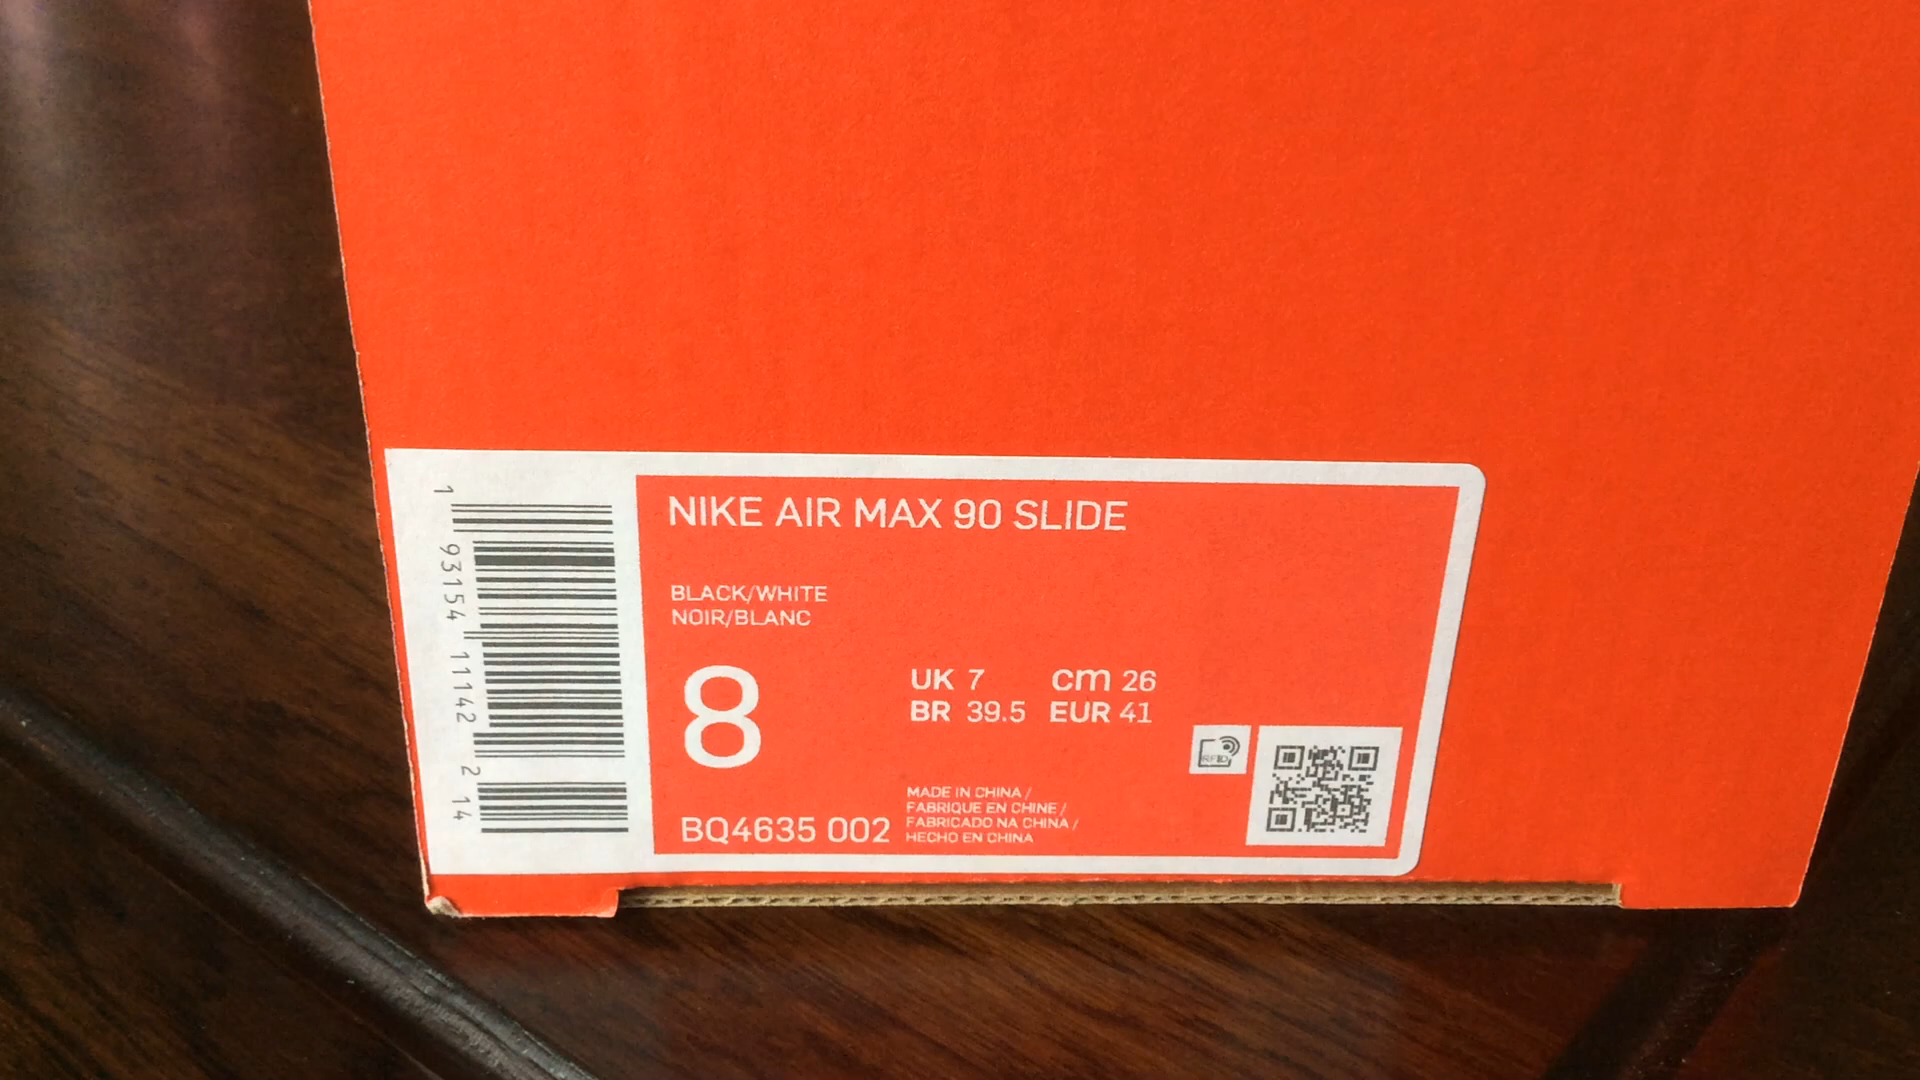 1 93154 11142 2 14
NIKE AIR MAX 90 SLIDE
BLACK/WHITE
NOIR/BLANC
8
UK 7 cm 26
BR 39.5 EUR 41
RFID
BQ4635 002
MADE IN CHINA /
FABRIQUE EN CHINE /
FABRICADO NA CHINA /
HECHO EN CHINA